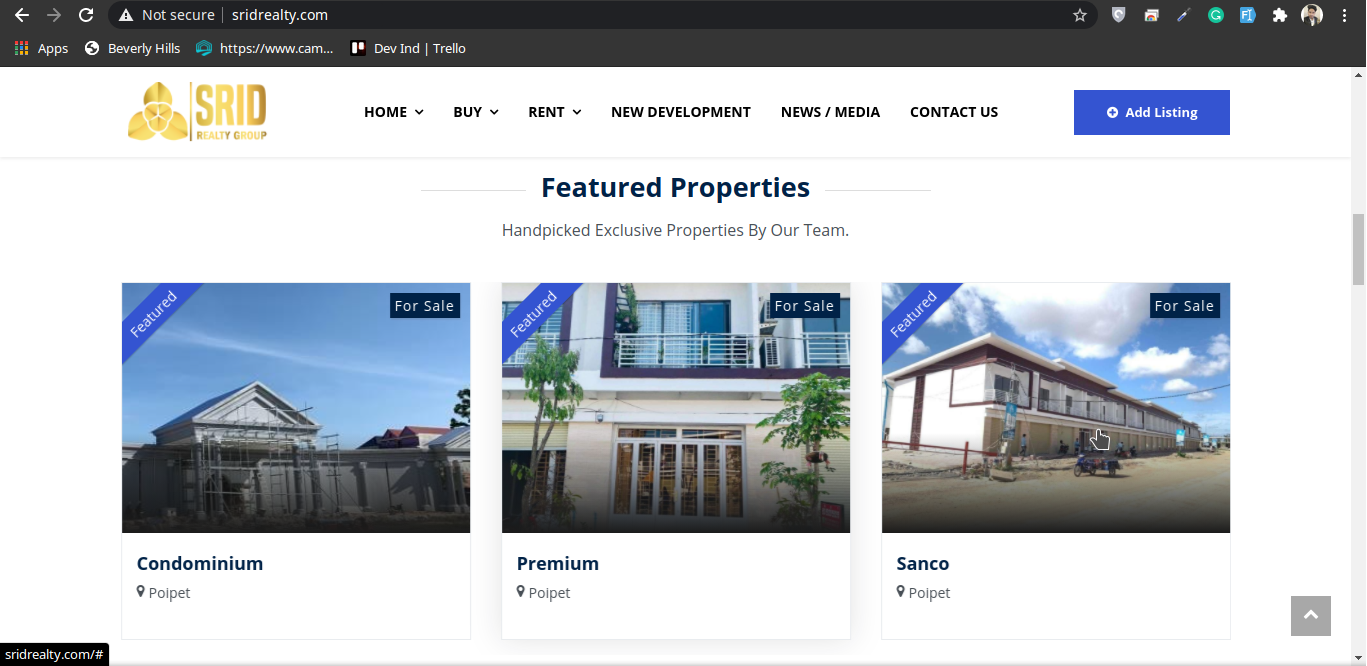 Not secure
sridrealty.com
Apps
Beverly Hills
https://www.cam...
Dev Ind | Trello
SRID
REALTY GROUP
HOME
BUY
RENT
NEW DEVELOPMENT
NEWS / MEDIA
CONTACT US
Add Listing
Featured Properties
Handpicked Exclusive Properties By Our Team.
Featured
For Sale
Featured
For Sale
Featured
For Sale
Condominium
Premium
Sanco
Poipet
Poipet
Poipet
sridrealty.com/#